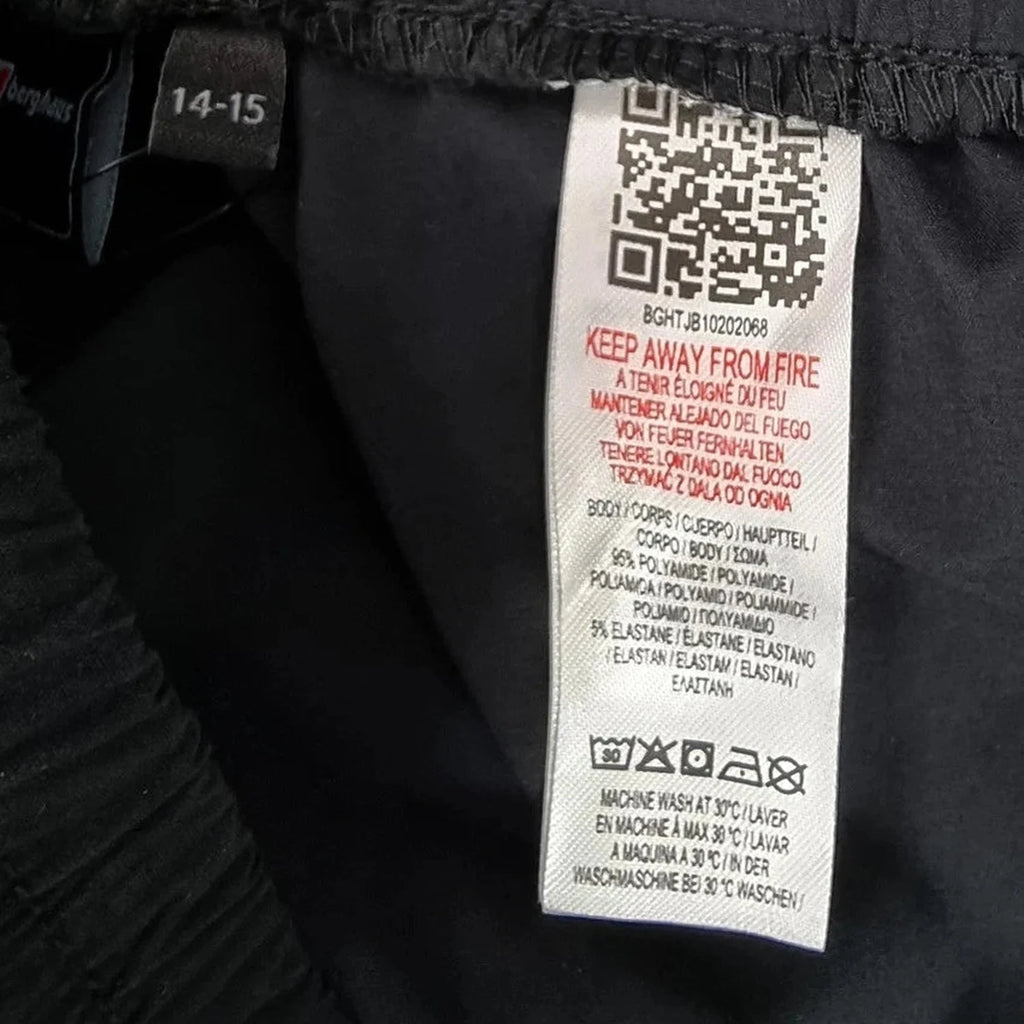 berghaus
14-15
BGHTJB10202068
KEEP AWAY FROM FIRE
A TENIR ÉLOIGNÉ DU FEU
MANTENER ALEJADO DEL FUEGO
VON FEUER FERNHALTEN
TENERE LONTANO DAL FUOCO
TRZYMAĆ Z DALA OD OGNIA
BODY / CORPS / CUERPO / HAUPTTEIL /
CORPO / BODY / ΣΩΜΑ
95% POLYAMIDE / POLYAMIDE /
POLIAMIDA / POLYAMID / POLIAMMIDE /
POLIAMID / ΠΟΛΥΑΜΙΔΙΟ
5% ELASTANE / ÉLASTANE / ELASTANO
/ ELASTAN / ELASTAM / ELASTAN /
ΕΛΑΣΤΑΝΗ
30
MACHINE WASH AT 30°C / LAVER
EN MACHINE À MAX 30 °C / LAVAR
A MAQUINA A 30 °C / IN DER
WASCHMASCHINE BEI 30 °C WASCHEN /